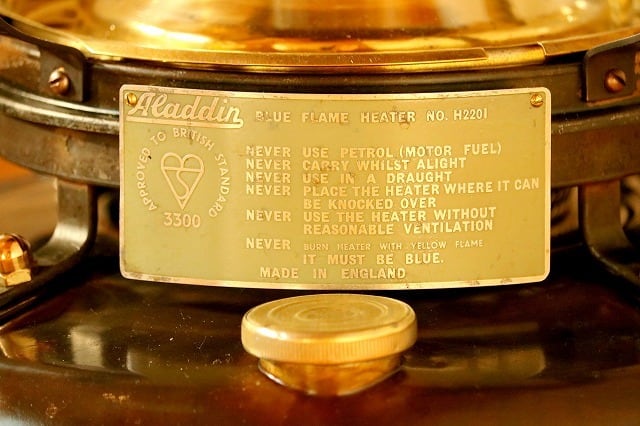 Aladdin BLUE FLAME HEATER NO. H2201
APPROVED TO BRITISH STANDARD
3300
NEVER USE PETROL (MOTOR FUEL)
NEVER CARRY WHILST ALIGHT
NEVER USE IN A DRAUGHT
NEVER PLACE THE HEATER WHERE IT CAN
BE KNOCKED OVER
NEVER USE THE HEATER WITHOUT
REASONABLE VENTILATION
NEVER BURN HEATER WITH YELLOW FLAME
IT MUST BE BLUE.
MADE IN ENGLAND